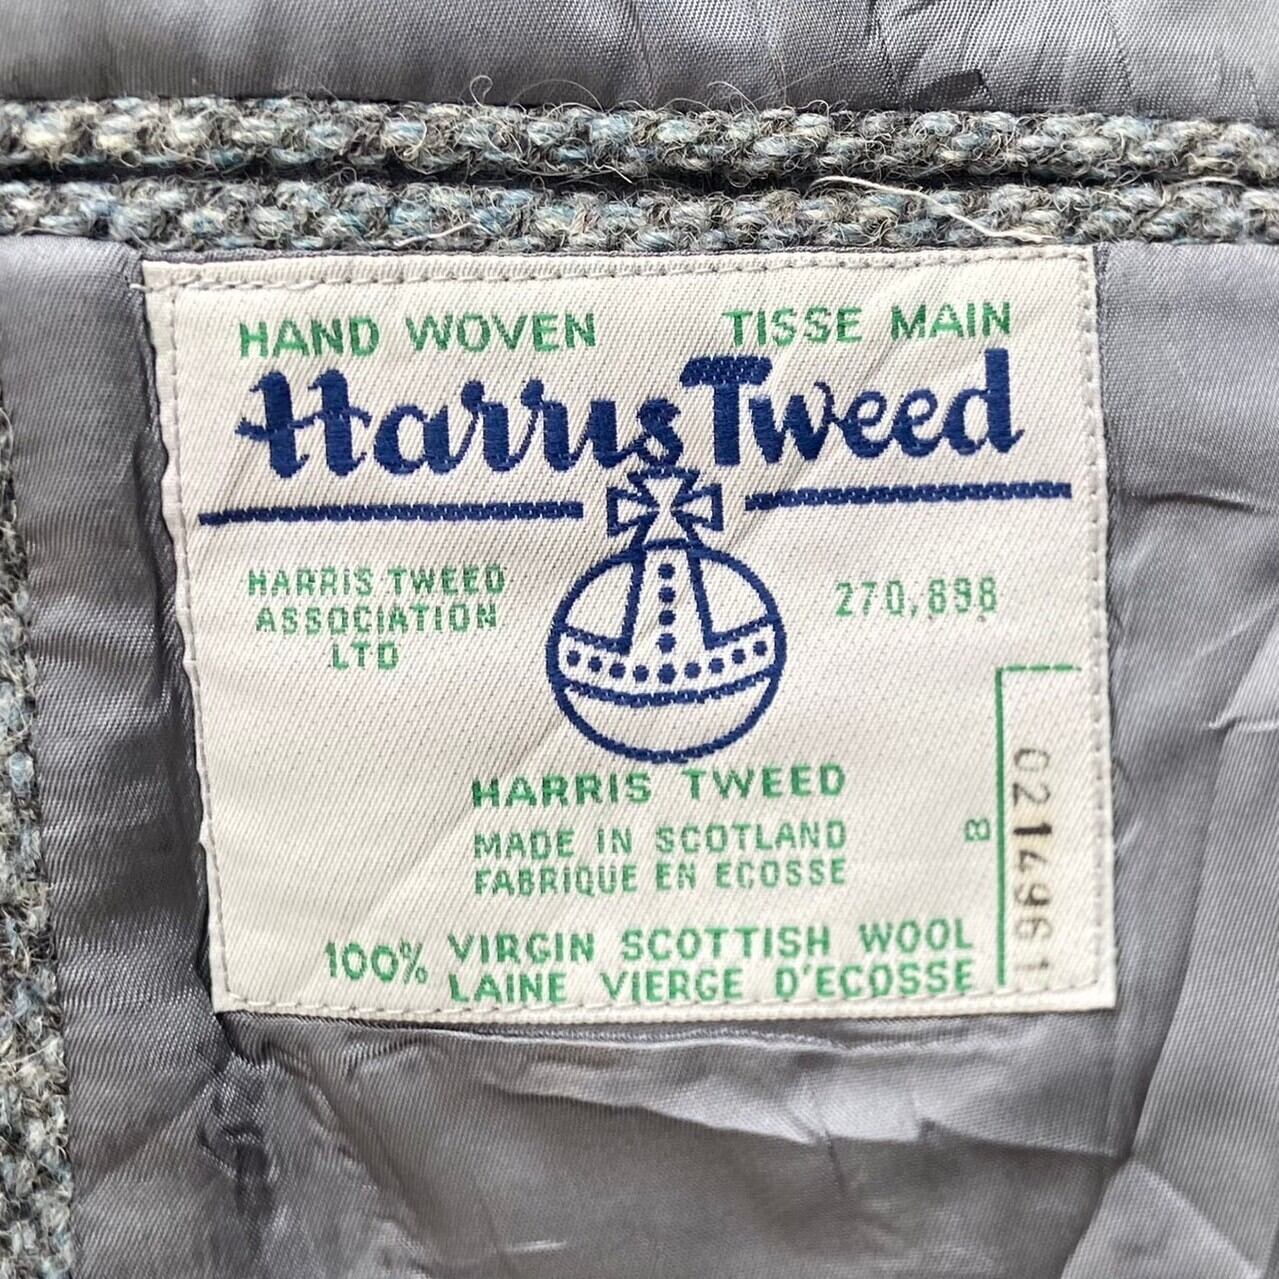 HAND WOVEN TISSE MAIN
Harris Tweed
HARRIS TWEED
ASSOCIATION
LTD
270,898
HARRIS TWEED
MADE IN SCOTLAND
FABRIQUE EN ECOSSE
100% VIRGIN SCOTTISH WOOL
LAINE VIERGE D'ECOSSE
8
0214961